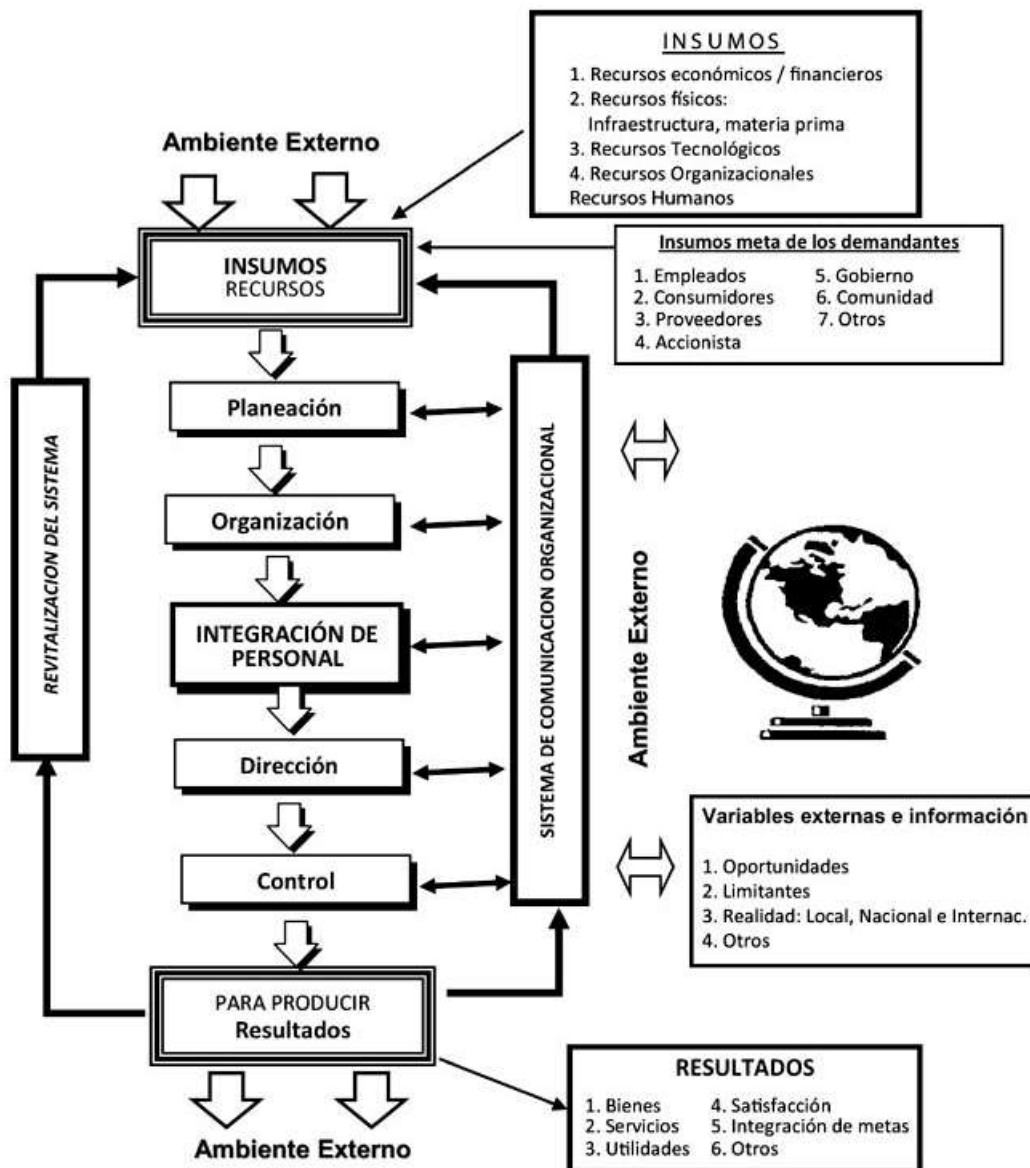 INSUMOS
1. Recursos económicos / financieros
2. Recursos físicos:
Infraestructura, materia prima
3. Recursos Tecnológicos
4. Recursos Organizacionales
Recursos Humanos
Ambiente Externo
INSUMOS
RECURSOS
Insumos meta de los demandantes
1. Empleados
2. Consumidores
3. Proveedores
4. Accionista
5. Gobierno
6. Comunidad
7. Otros
REVITALIZACION DEL SISTEMA
Planeación
Organización
INTEGRACIÓN DE
PERSONAL
Dirección
Control
SISTEMA DE COMUNICACION ORGANIZACIONAL
Ambiente Externo
Variables externas e información
1. Oportunidades
2. Limitantes
3. Realidad: Local, Nacional e Internac.
4. Otros
PARA PRODUCIR
Resultados
RESULTADOS
1. Bienes
2. Servicios
3. Utilidades
4. Satisfacción
5. Integración de metas
6. Otros
Ambiente Externo